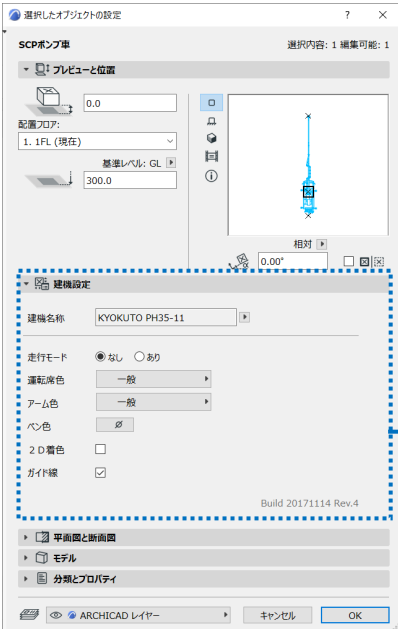 選択したオブジェクトの設定 ? ×
SCPポンプ車 選択内容: 1 編集可能: 1
プレビューと位置
0.0
配置フロア:
1. 1FL (現在)
基準レベル: GL
300.0
相対
0.00°
建機設定
建機名称 KYOKUTO PH35-11
走行モード なし あり
運転席色 一般
アーム色 一般
ペン色
2D着色
ガイド線
Build 20171114 Rev.4
平面図と断面図
モデル
分類とプロパティ
ARCHICAD レイヤー キャンセル OK